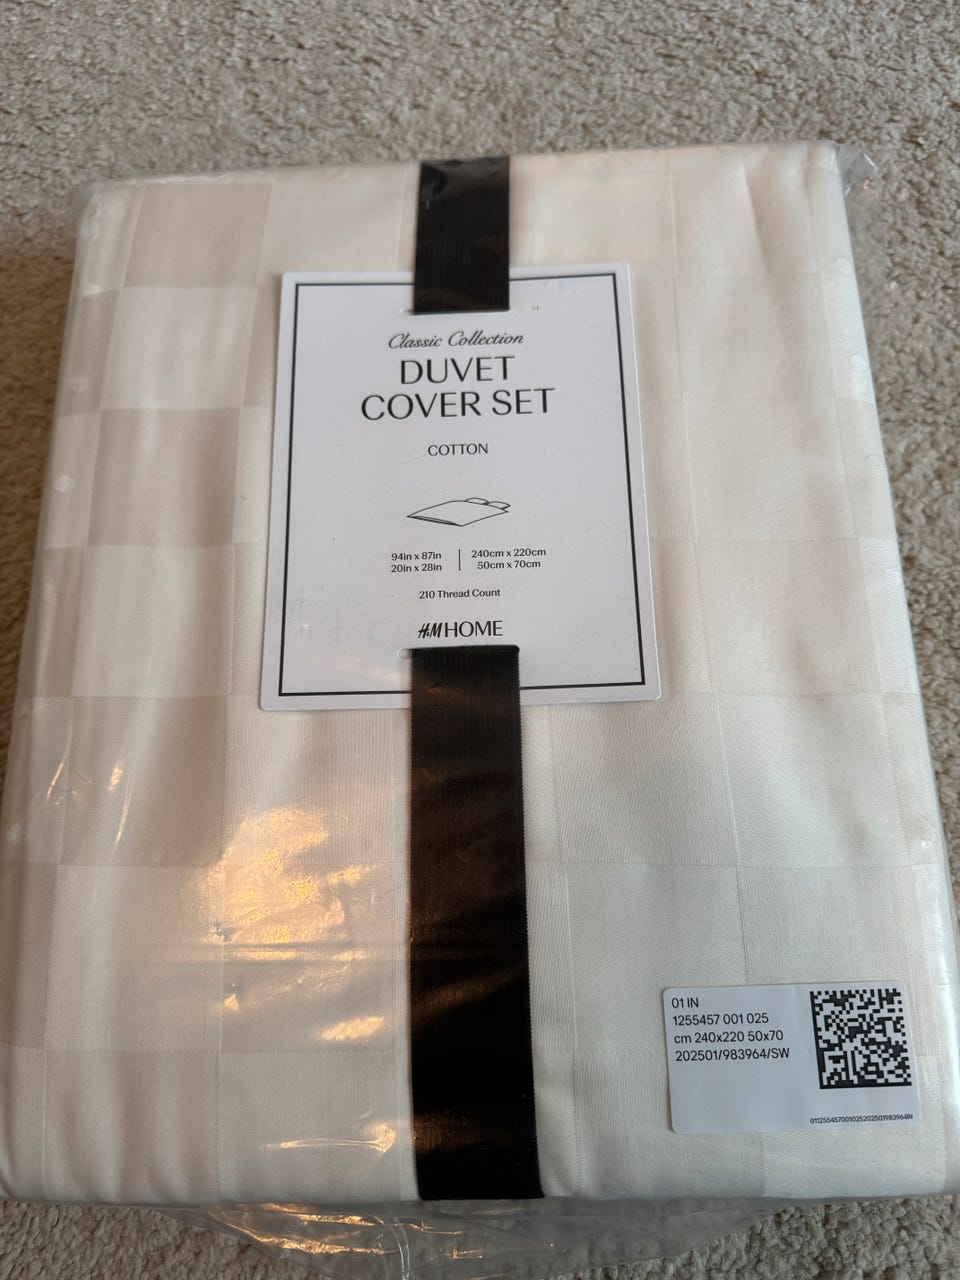 Classic Collection
DUVET
COVER SET
COTTON
94in x 87in
20in x 28in
240cm x 220cm
50cm x 70cm
210 Thread Count
H&M HOME
01 IN
1255457 001 025
cm 240x220 50x70
202501/983964/SW
011255457001025202501983964IN